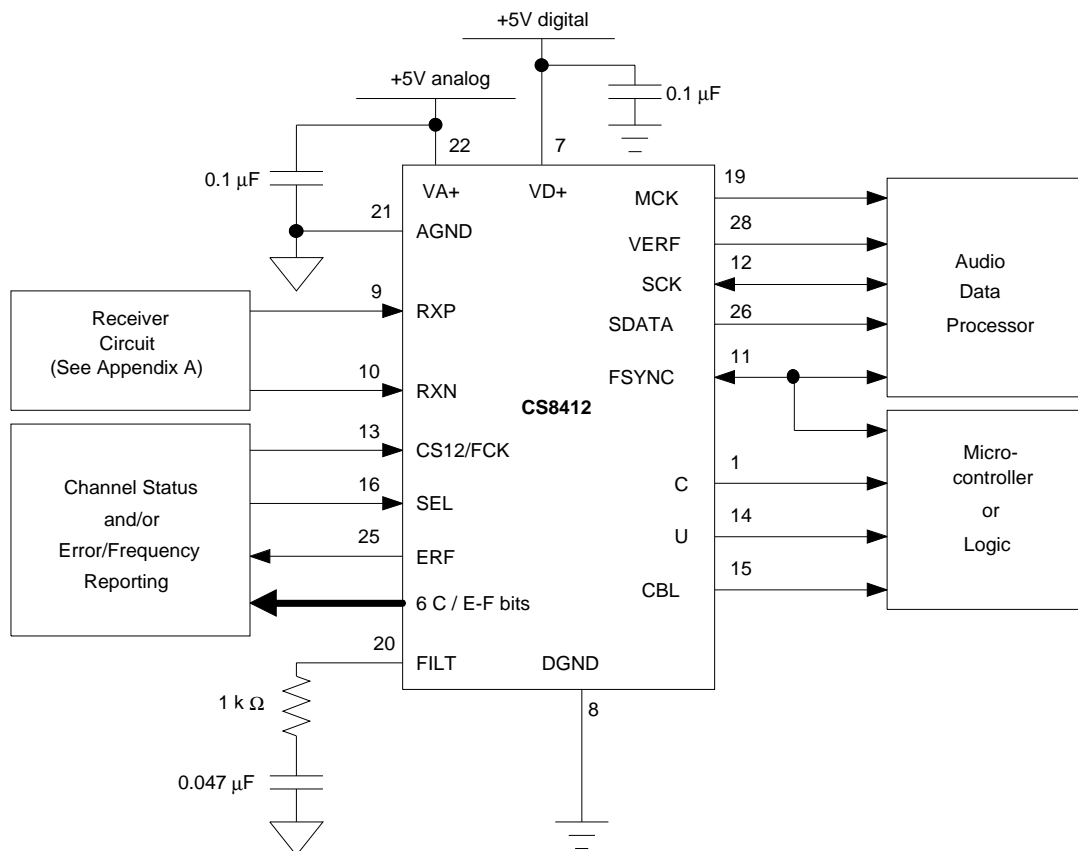 +5V digital
+5V analog
0.1 μF
22
7
0.1 μF
VA+
VD+
21
AGND
19
MCK
28
VERF
12
SCK
26
SDATA
11
FSYNC
Audio
Data
Processor
9
RXP
Receiver
Circuit
(See Appendix A)
10
RXN
CS8412
13
CS12/FCK
16
SEL
25
ERF
6 C / E-F bits
Channel Status
and/or
Error/Frequency
Reporting
1
C
14
U
15
CBL
Micro-
controller
or
Logic
20
FILT
DGND
8
1 k Ω
0.047 μF